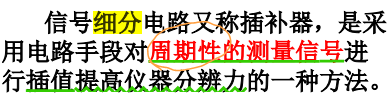 信号细分电路又称插补器，是采
用电路手段对周期性的测量信号进
行插值提高仪器分辨力的一种方法。